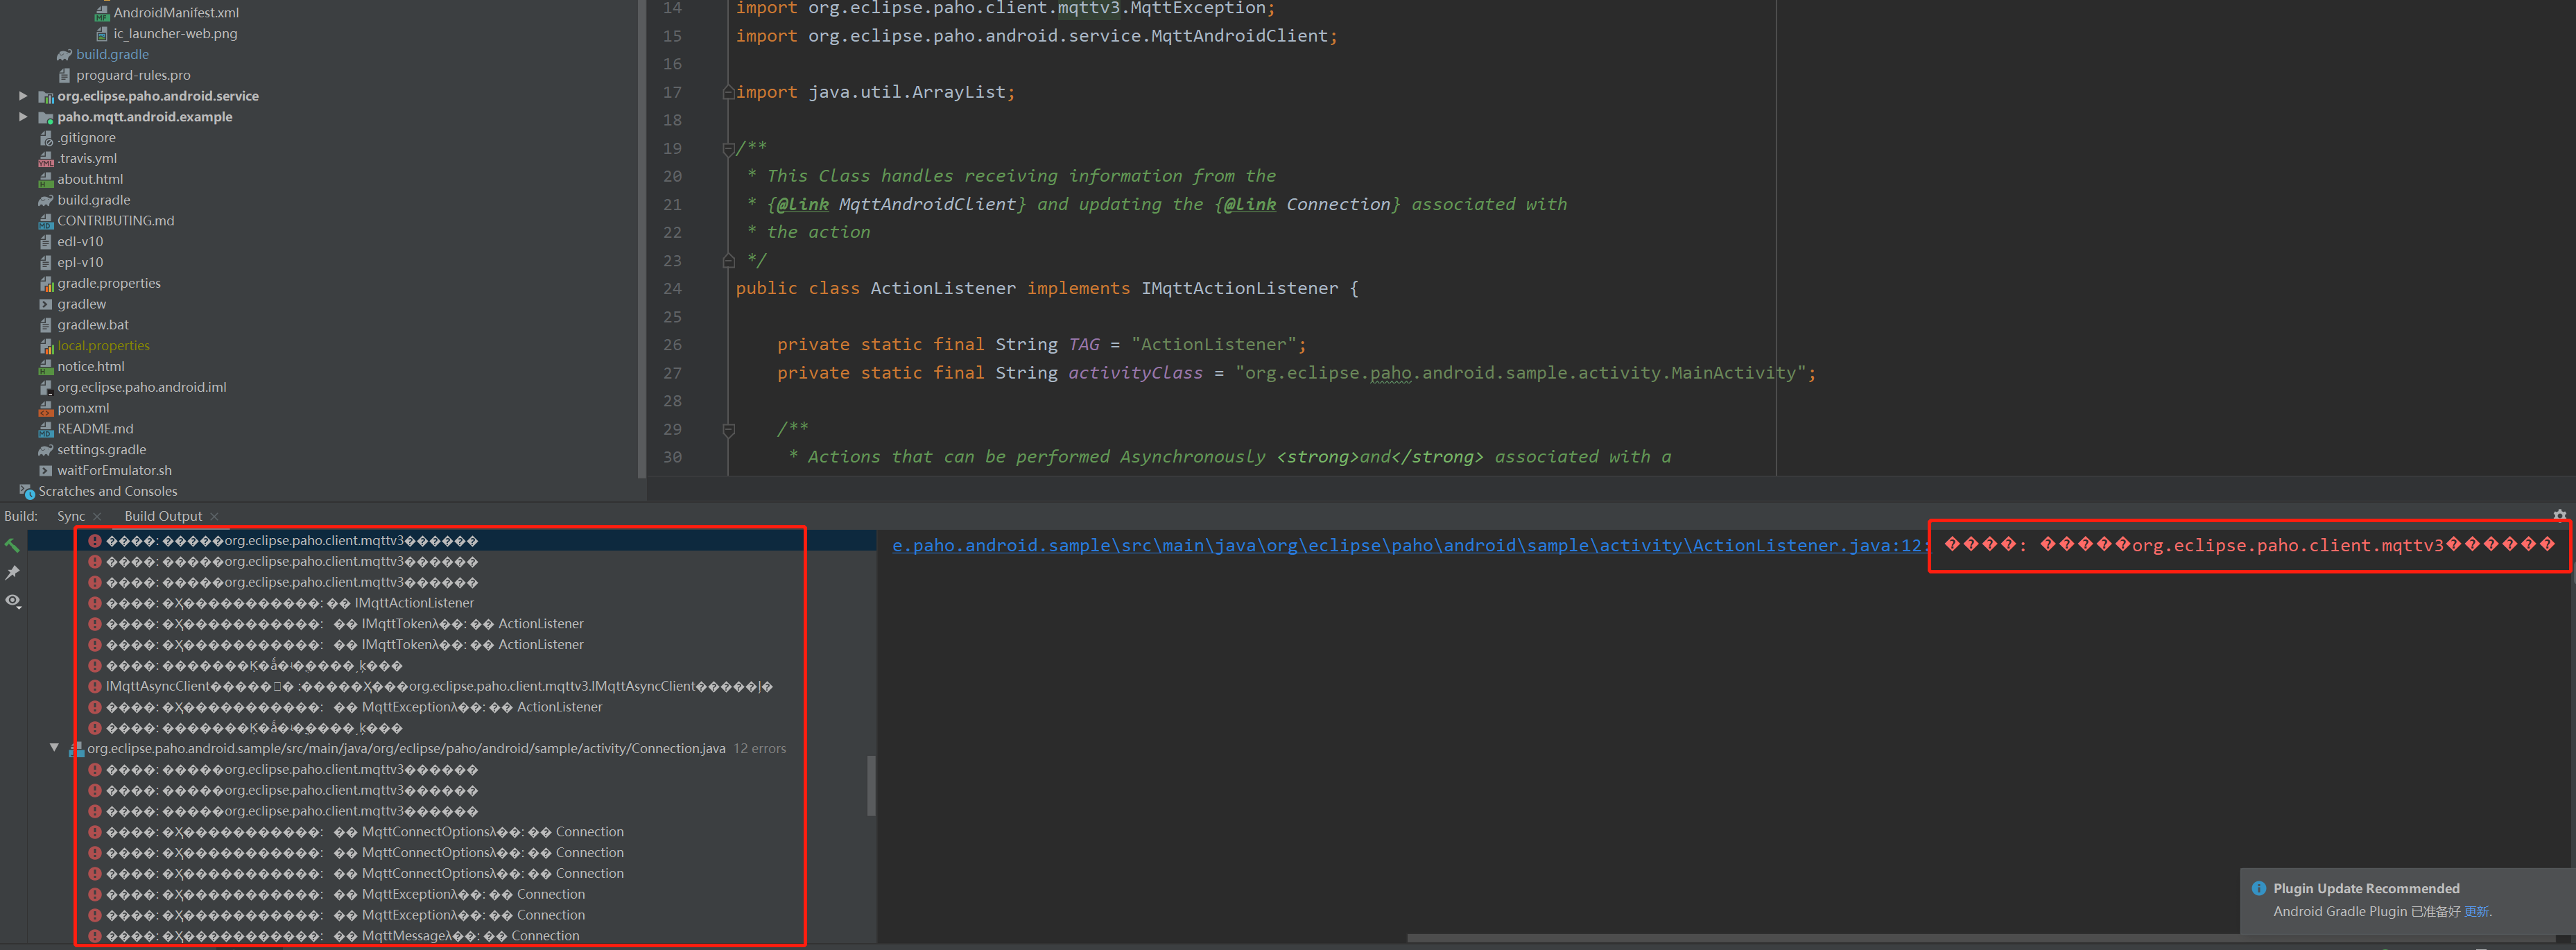 AndroidManifest.xml
ic_launcher-web.png
build.gradle
proguard-rules.pro
org.eclipse.paho.android.service
paho.mqtt.android.example
.gitignore
.travis.yml
about.html
build.gradle
CONTRIBUTING.md
edl-v10
epl-v10
gradle.properties
gradlew
gradlew.bat
local.properties
notice.html
org.eclipse.paho.android.iml
pom.xml
README.md
settings.gradle
waitForEmulator.sh
Scratches and Consoles
14 import org.eclipse.paho.client.mqttv3.MqttException;
15 import org.eclipse.paho.android.service.MqttAndroidClient;
16
17 import java.util.ArrayList;
18
19 /**
20 * This Class handles receiving information from the
21 * {@link MqttAndroidClient} and updating the {@link Connection} associated with
22 * the action
23 */
24 public class ActionListener implements IMqttActionListener {
25
26 private static final String TAG = "ActionListener";
27 private static final String activityClass = "org.eclipse.paho.android.sample.activity.MainActivity";
28
29 /**
30 * Actions that can be performed Asynchronously <strong>and</strong> associated with a
Build: Sync Build Output
����: �����org.eclipse.paho.client.mqttv3������
����: �����org.eclipse.paho.client.mqttv3������
����: �����org.eclipse.paho.client.mqttv3������
����: �Ҳ�����������: �� IMqttActionListener
����: �Ҳ�����������: �� IMqttTokenλ��: �� ActionListener
����: �Ҳ�����������: �� IMqttTokenλ��: �� ActionListener
IMqttAsyncClient
org.eclipse.paho.client.mqttv3.IMqttAsyncClient
����: �Ҳ�����������: �� MqttExceptionλ��: �� ActionListener
org.eclipse.paho.android.sample/src/main/java/org/eclipse/paho/android/sample/activity/Connection.java 12 errors
����: �����org.eclipse.paho.client.mqttv3������
����: �����org.eclipse.paho.client.mqttv3������
����: �����org.eclipse.paho.client.mqttv3������
����: �Ҳ�����������: �� MqttConnectOptionsλ��: �� Connection
����: �Ҳ�����������: �� MqttConnectOptionsλ��: �� Connection
����: �Ҳ�����������: �� MqttConnectOptionsλ��: �� Connection
����: �Ҳ�����������: �� MqttExceptionλ��: �� Connection
����: �Ҳ�����������: �� MqttExceptionλ��: �� Connection
����: �Ҳ�����������: �� MqttMessageλ��: �� Connection
e.paho.android.sample\src\main\java\org\eclipse\paho\android\sample\activity\ActionListener.java:12: ����: �����org.eclipse.paho.client.mqttv3������
Plugin Update Recommended
Android Gradle Plugin 已准备好 更新.